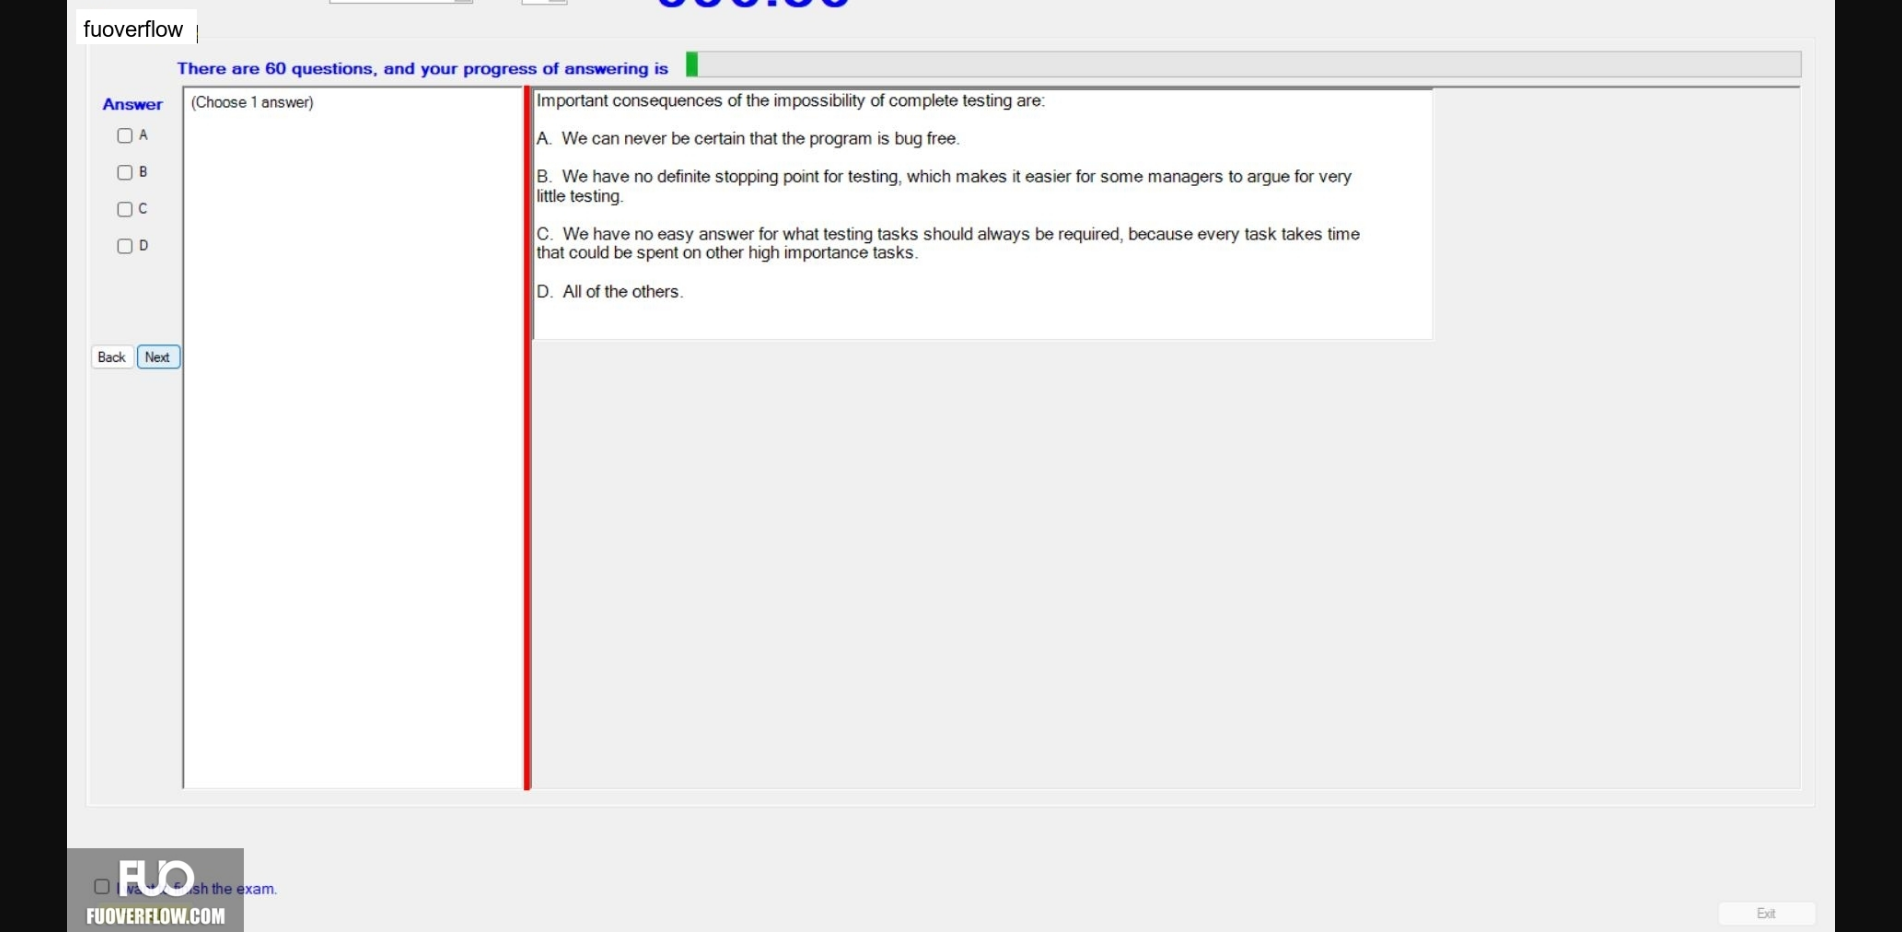 fuoverflow
There are 60 questions, and your progress of answering is
Answer
(Choose 1 answer)
A
B
C
D
Back
Next
Important consequences of the impossibility of complete testing are:
A. We can never be certain that the program is bug free.
B. We have no definite stopping point for testing, which makes it easier for some managers to argue for very
little testing.
C. We have no easy answer for what testing tasks should always be required, because every task takes time
that could be spent on other high importance tasks.
D. All of the others.
FUO
the exam.
FUOVERFLOW.COM
Exit